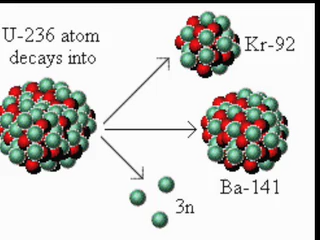 U-236 atom
decays into
Kr-92
Ba-141
3n